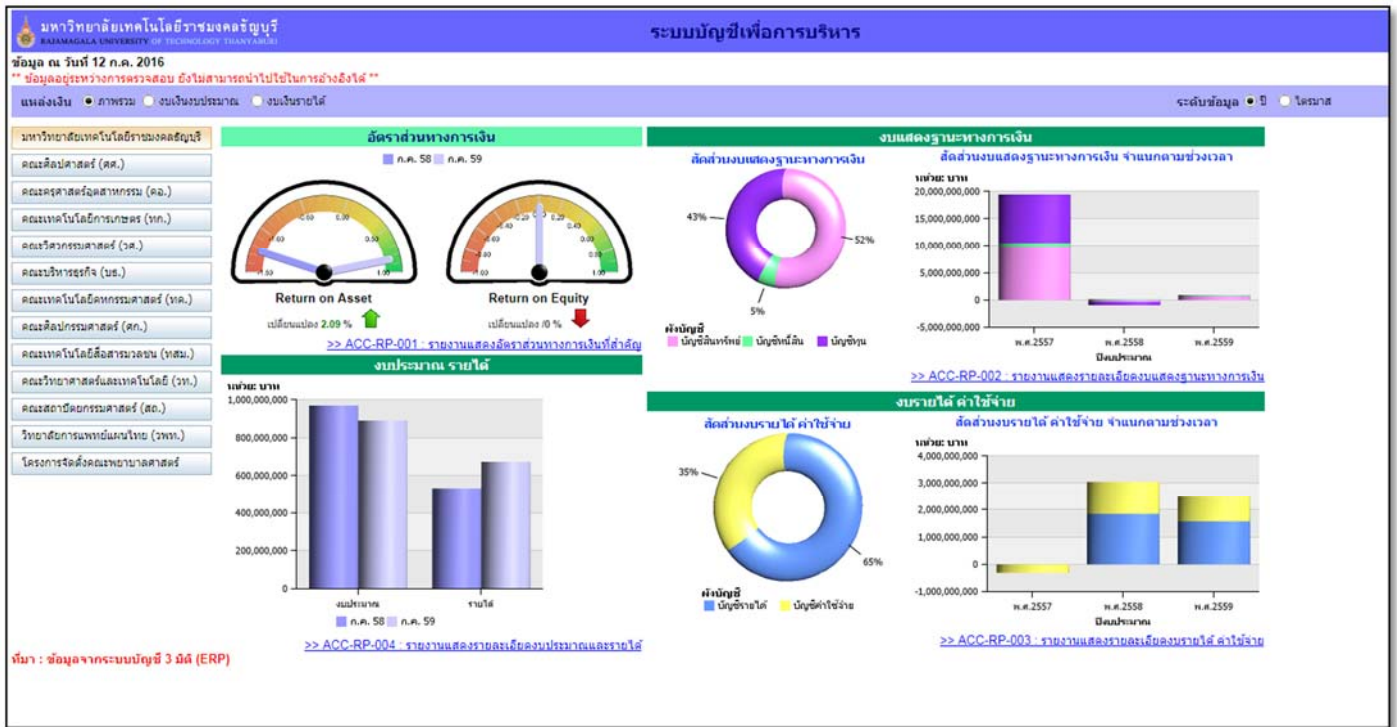 มหาวิทยาลัยเทคโนโลยีราชมงคลธัญบุรี
RAJAMAGALA UNIVERSITY OF TECHNOLOGY THANYABURI
ระบบบัญชีเพื่อการบริหาร
ข้อมูล ณ วันที่ 12 ก.ค. 2016
** ข้อมูลอยู่ระหว่างการตรวจสอบ ยังไม่สามารถนำไปใช้ในการอ้างอิงได้ **
แหล่งเงิน ภาพรวม งบเงินงบประมาณ งบเงินรายได้
ระดับข้อมูล ปี ไตรมาส
มหาวิทยาลัยเทคโนโลยีราชมงคลธัญบุรี
คณะศิลปศาสตร์ (ศศ.)
คณะครุศาสตร์อุตสาหกรรม (คอ.)
คณะเทคโนโลยีการเกษตร (ทก.)
คณะวิศวกรรมศาสตร์ (วศ.)
คณะบริหารธุรกิจ (บธ.)
คณะเทคโนโลยีคหกรรมศาสตร์ (ทค.)
คณะศิลปกรรมศาสตร์ (ศก.)
คณะเทคโนโลยีสื่อสารมวลชน (ทสม.)
คณะวิทยาศาสตร์และเทคโนโลยี (วท.)
คณะสถาปัตยกรรมศาสตร์ (สถ.)
วิทยาลัยการแพทย์แผนไทย (วพท.)
โครงการจัดตั้งคณะพยาบาลศาสตร์
อัตราส่วนทางการเงิน
ก.ค. 58 ก.ค. 59
Return on Asset
เปลี่ยนแปลง 2.09 %
Return on Equity
เปลี่ยนแปลง /0 %
>> ACC-RP-001 : รายงานแสดงอัตราส่วนทางการเงินที่สำคัญ
งบประมาณ รายได้
หน่วย: บาท
1,000,000,000
800,000,000
600,000,000
400,000,000
200,000,000
0
งบประมาณ รายได้
ก.ค. 58 ก.ค. 59
>> ACC-RP-004 : รายงานแสดงรายละเอียดงบประมาณและรายได้
งบแสดงฐานะทางการเงิน
สัดส่วนงบแสดงฐานะทางการเงิน
43%
52%
5%
ผังบัญชี
บัญชีสินทรัพย์ บัญชีหนี้สิน บัญชีทุน
สัดส่วนงบแสดงฐานะทางการเงิน จำแนกตามช่วงเวลา
หน่วย: บาท
20,000,000,000
15,000,000,000
10,000,000,000
5,000,000,000
0
-5,000,000,000
พ.ศ.2557 พ.ศ.2558 พ.ศ.2559
ปีงบประมาณ
>> ACC-RP-002 : รายงานแสดงรายละเอียดงบแสดงฐานะทางการเงิน
งบรายได้ ค่าใช้จ่าย
สัดส่วนงบรายได้ ค่าใช้จ่าย
35%
65%
ผังบัญชี
บัญชีรายได้ บัญชีค่าใช้จ่าย
สัดส่วนงบรายได้ ค่าใช้จ่าย จำแนกตามช่วงเวลา
หน่วย: บาท
4,000,000,000
3,000,000,000
2,000,000,000
1,000,000,000
0
-1,000,000,000
พ.ศ.2557 พ.ศ.2558 พ.ศ.2559
ปีงบประมาณ
>> ACC-RP-003 : รายงานแสดงรายละเอียดงบรายได้ ค่าใช้จ่าย
ที่มา : ข้อมูลจากระบบบัญชี 3 มิติ (ERP)